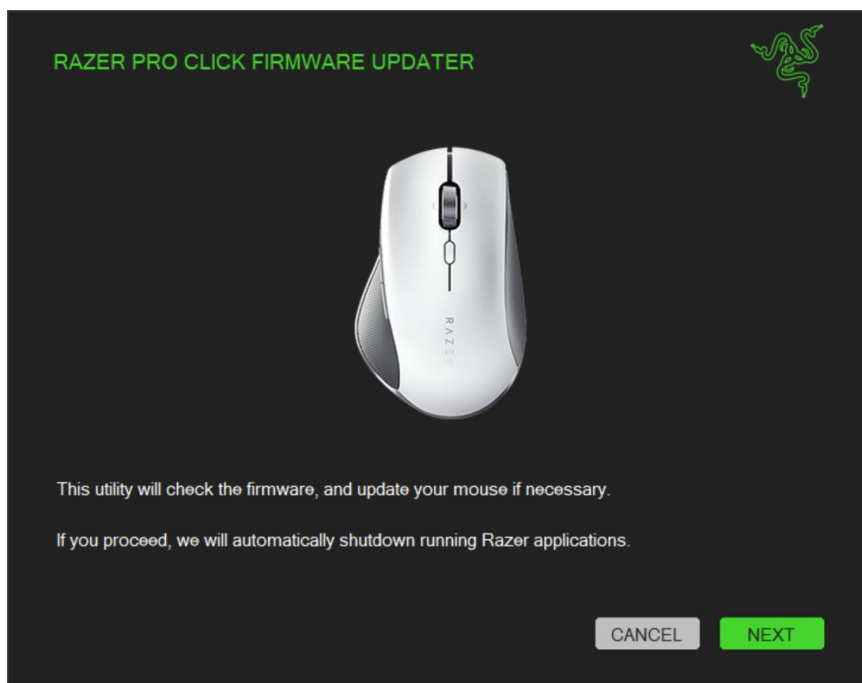 RAZER PRO CLICK FIRMWARE UPDATER
RAZER
This utility will check the firmware, and update your mouse if necessary.
If you proceed, we will automatically shutdown running Razer applications.
CANCEL
NEXT